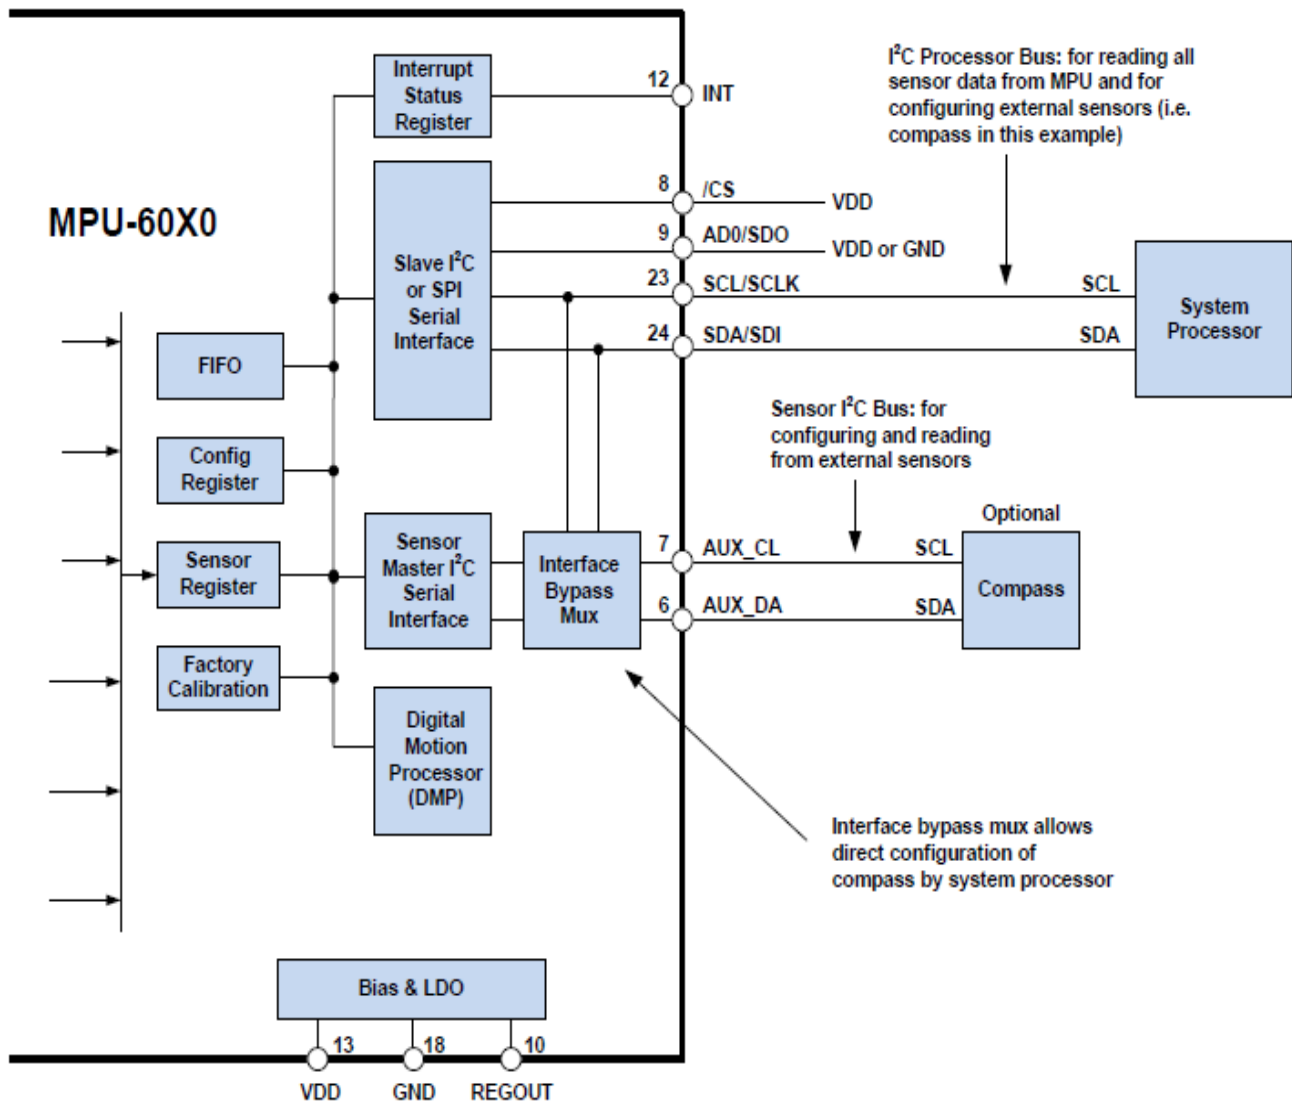 I²C Processor Bus: for reading all
sensor data from MPU and for
configuring external sensors (i.e.
compass in this example)
Interrupt
Status
Register
12
INT
MPU-60X0
Slave I²C
or SPI
Serial
Interface
8
/CS
VDD
9
AD0/SDO
VDD or GND
23
SCL/SCLK
SCL
24
SDA/SDI
SDA
System
Processor
FIFO
Config
Register
Sensor
Register
Factory
Calibration
Sensor I²C Bus: for
configuring and reading
from external sensors
Sensor
Master I²C
Serial
Interface
Interface
Bypass
Mux
7
AUX_CL
SCL
6
AUX_DA
SDA
Optional
Compass
Digital
Motion
Processor
(DMP)
Interface bypass mux allows
direct configuration of
compass by system processor
Bias & LDO
13
18
10
VDD
GND
REGOUT